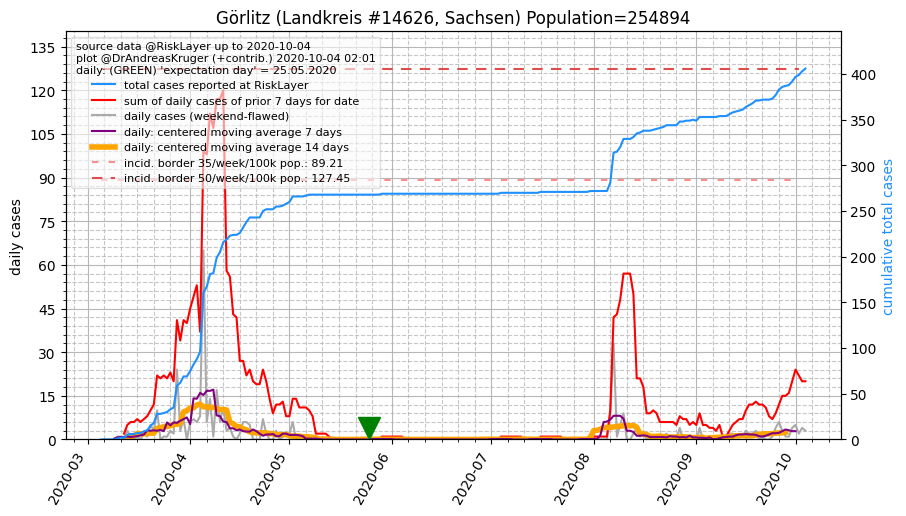 Görlitz (Landkreis #14626, Sachsen) Population=254894
source data @RiskLayer up to 2020-10-04
plot @DrAndreasKruger (+contrib.) 2020-10-04 02:01
daily: (GREEN) 'expectation day' = 25.05.2020
total cases reported at RiskLayer
sum of daily cases of prior 7 days for date
daily cases (weekend-flawed)
daily: centered moving average 7 days
daily: centered moving average 14 days
incid. border 35/week/100k pop.: 89.21
incid. border 50/week/100k pop.: 127.45
daily cases
135
120
105
90
75
60
45
30
15
0
cumulative total cases
400
350
300
250
200
150
100
50
0
2020-03
2020-04
2020-05
2020-06
2020-07
2020-08
2020-09
2020-10